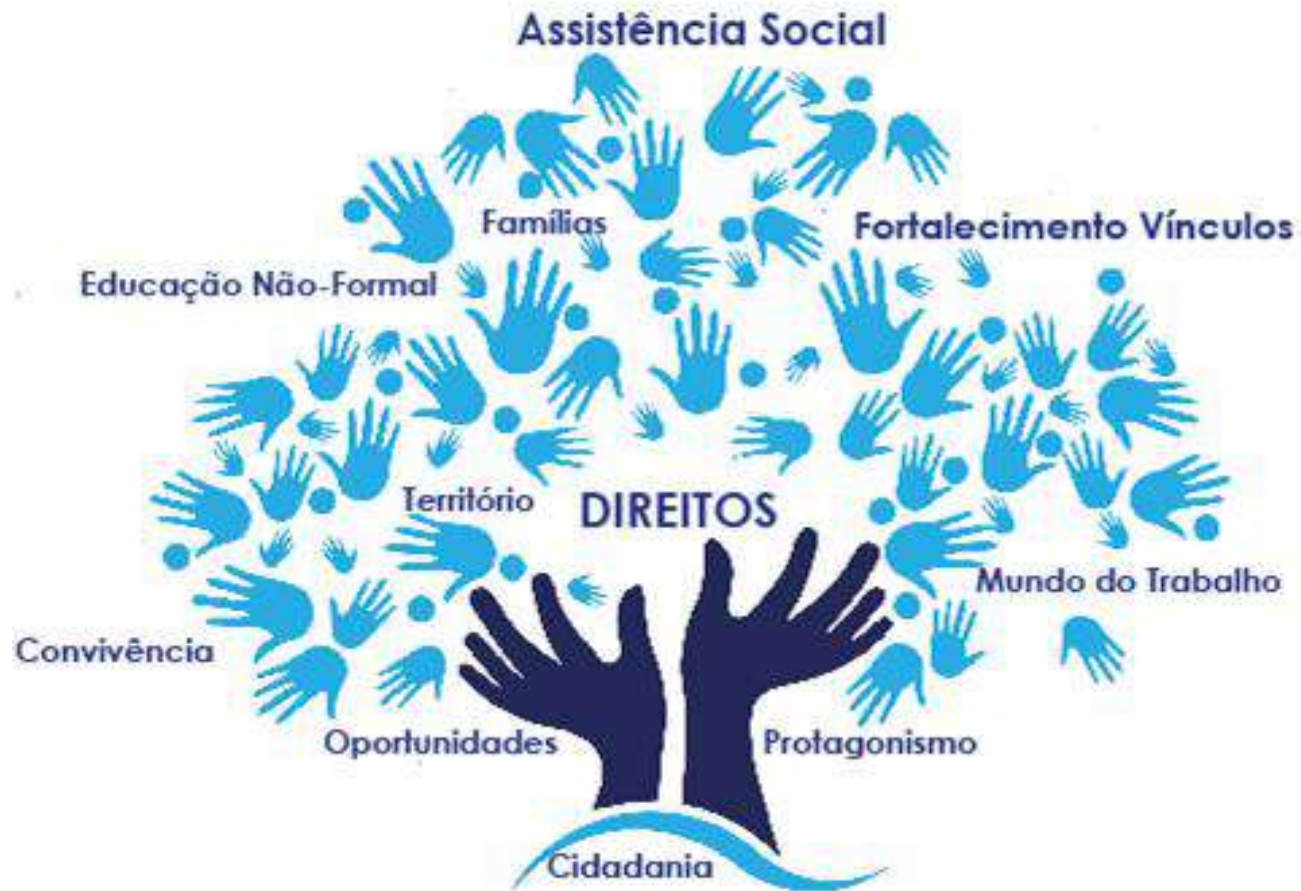 Assistência Social
Famílias
Fortalecimento Vínculos
Educação Não-Formal
Território
DIREITOS
Mundo do Trabalho
Convivência
Oportunidades
Protagonismo
Cidadania